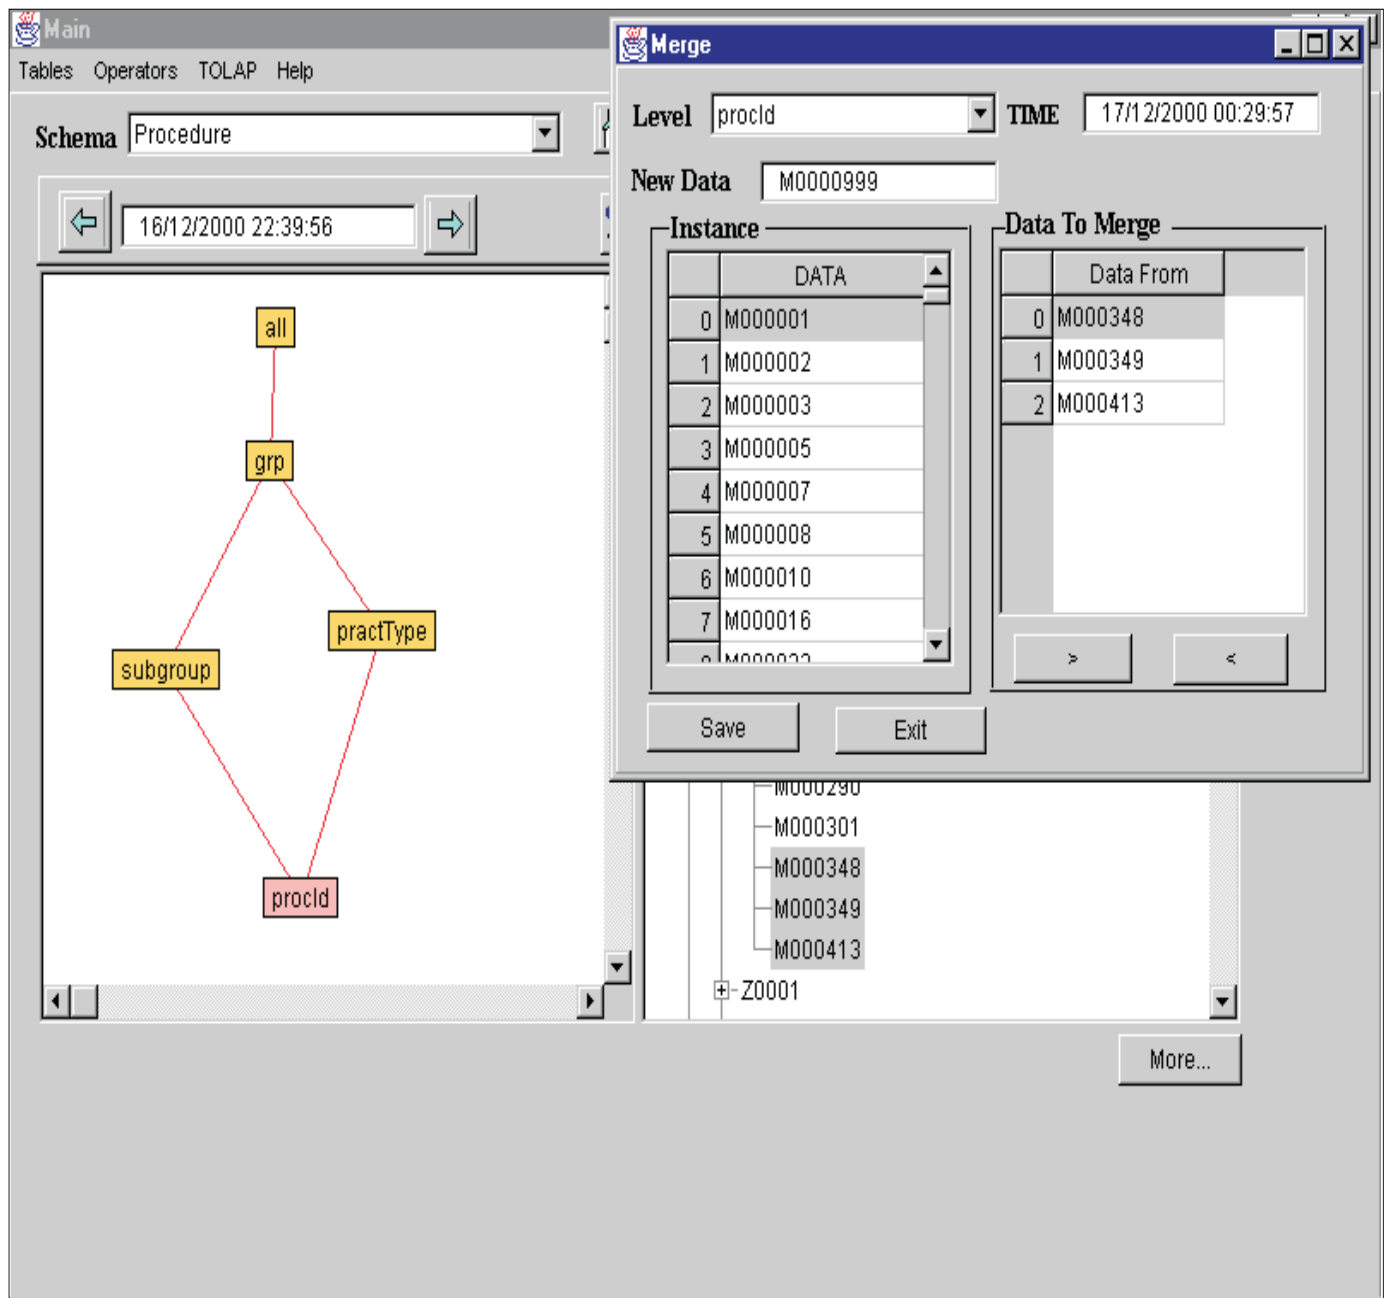 Main
Tables Operators TOLAP Help
Schema Procedure
16/12/2000 22:39:56
all
grp
practType
subgroup
procId
Merge
Level procId TIME 17/12/2000 00:29:57
New Data M0000999
Instance
DATA
0 M000001
1 M000002
2 M000003
3 M000005
4 M000007
5 M000008
6 M000010
7 M000016
Data To Merge
Data From
0 M000348
1 M000349
2 M000413
> <
Save Exit
M000290
M000301
M000348
M000349
M000413
Z0001
More...